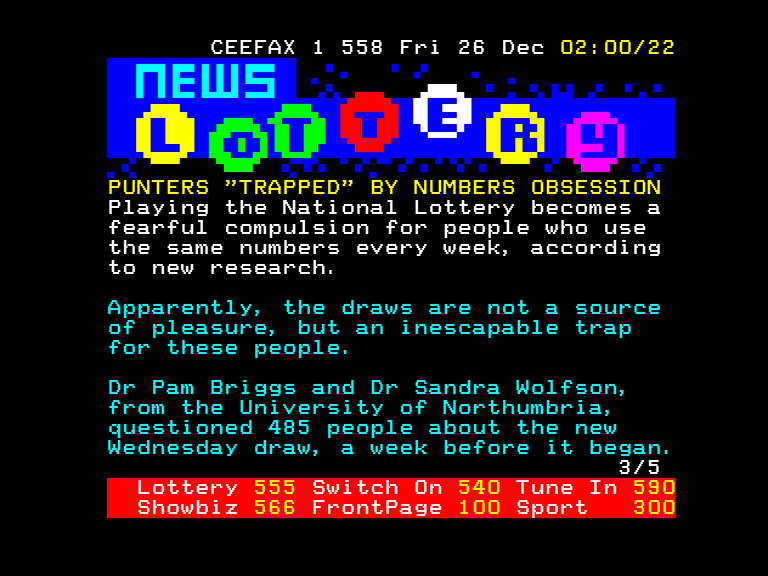 CEEFAX 1 558 Fri 26 Dec 02:00/22
NEWS
LOTTERY
PUNTERS "TRAPPED" BY NUMBERS OBSESSION
Playing the National Lottery becomes a
fearful compulsion for people who use
the same numbers every week, according
to new research.
Apparently, the draws are not a source
of pleasure, but an inescapable trap
for these people.
Dr Pam Briggs and Dr Sandra Wolfson,
from the University of Northumbria,
questioned 485 people about the new
Wednesday draw, a week before it began.
3/5
Lottery 555 Switch On 540 Tune In 590
Showbiz 566 FrontPage 100 Sport 300